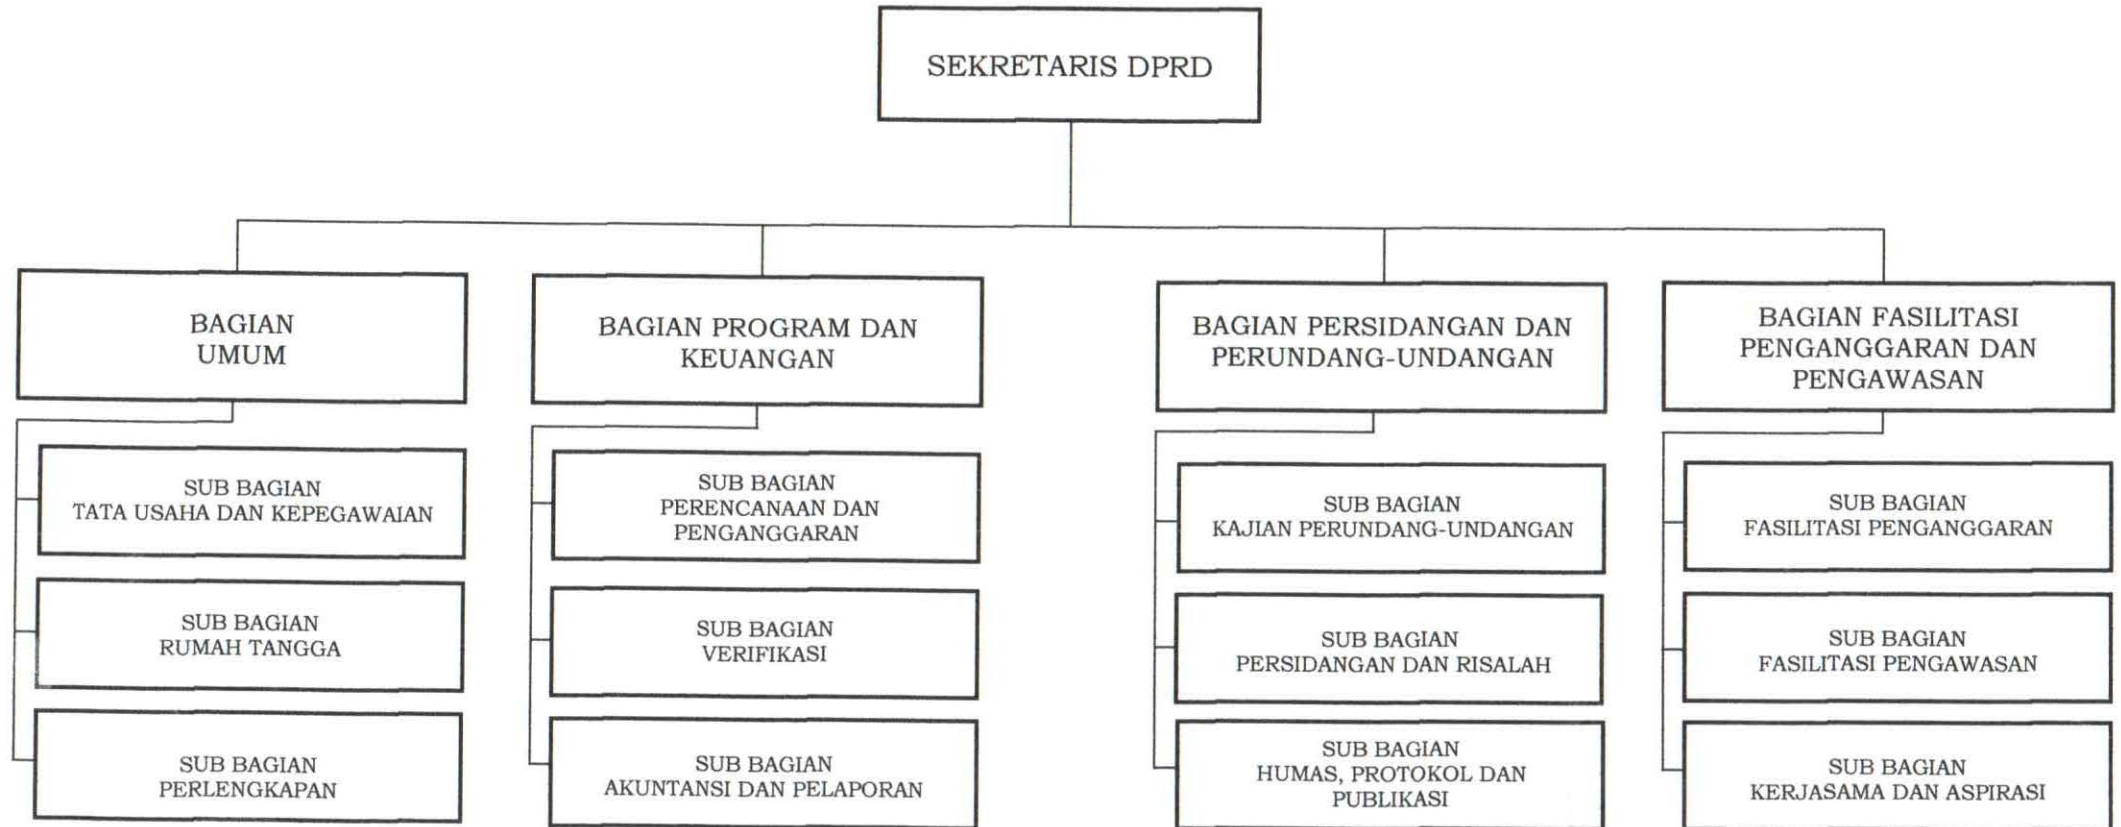 SEKRETARIS DPRD
BAGIAN
UMUM
BAGIAN PROGRAM DAN
KEUANGAN
BAGIAN PERSIDANGAN DAN
PERUNDANG-UNDANGAN
BAGIAN FASILITASI
PENGANGGARAN DAN
PENGAWASAN
SUB BAGIAN
TATA USAHA DAN KEPEGAWAIAN
SUB BAGIAN
RUMAH TANGGA
SUB BAGIAN
PERLENGKAPAN
SUB BAGIAN
PERENCANAAN DAN
PENGANGGARAN
SUB BAGIAN
VERIFIKASI
SUB BAGIAN
AKUNTANSI DAN PELAPORAN
SUB BAGIAN
KAJIAN PERUNDANG-UNDANGAN
SUB BAGIAN
PERSIDANGAN DAN RISALAH
SUB BAGIAN
HUMAS, PROTOKOL DAN
PUBLIKASI
SUB BAGIAN
FASILITASI PENGANGGARAN
SUB BAGIAN
FASILITASI PENGAWASAN
SUB BAGIAN
KERJASAMA DAN ASPIRASI